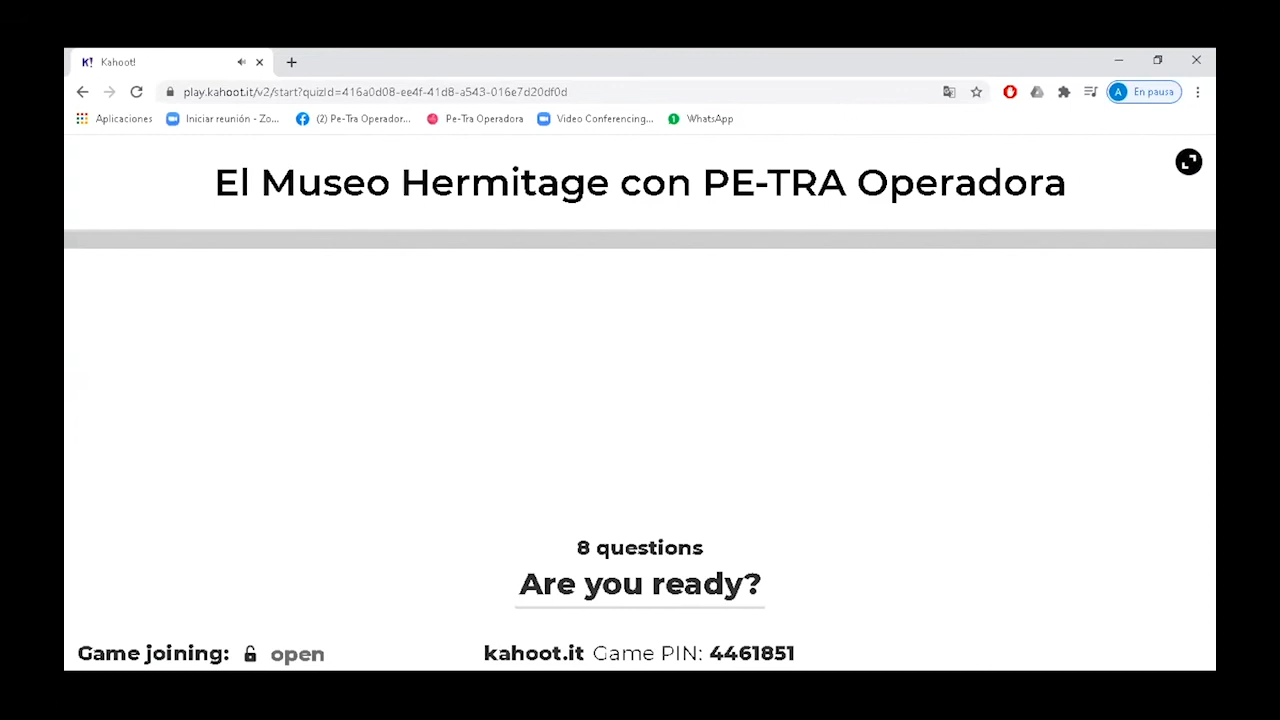 K! Kahoot!
play.kahoot.it/v2/start?quizId=416a0d08-ee4f-41d8-a543-016e7d20df0d
A En pausa
Aplicaciones Iniciar reunión - Zo... (2) Pe-Tra Operador... Pe-Tra Operadora Video Conferencing... 1 WhatsApp
El Museo Hermitage con PE-TRA Operadora
8 questions
Are you ready?
Game joining: open kahoot.it Game PIN: 4461851